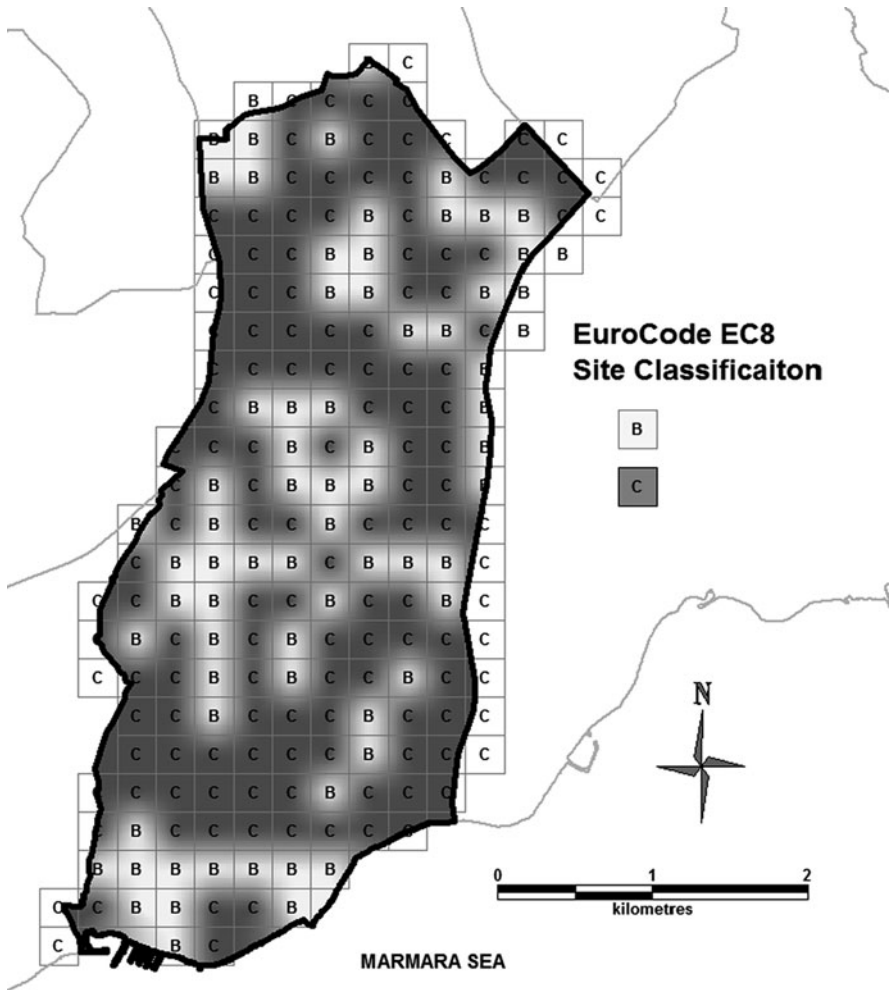 B C
B C C C C
B B C B C C C C C
B B C C C C B C C C C
C C C C B C B B B C C
C C C B B C C C B B
C C C B B C C B B
C C C C B B C B
C C C C C C C B
C B B B C C C B
C C C B C B C C B
C B C B B B C C B
B C B C C B C C C C
C B B B B C B B B C
C C B B C C B C C B C
B C B C B C C C C C
C C C B C B C C B C C
C C B C C C B C C C
C C C C C C B C C C
C C C C C B C C C
C B C C C C C C C
B B B B B B B
C C B B C C B
C B C
EuroCode EC8
Site Classificaiton
B
C
N
0 1 2
kilometres
MARMARA SEA